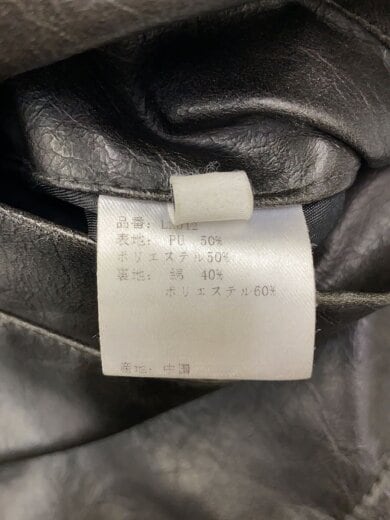 品番:
表地: PU 50%
ポリエステル50%
裏地: 綿 40%
ポリエステル60%
産地: 中国